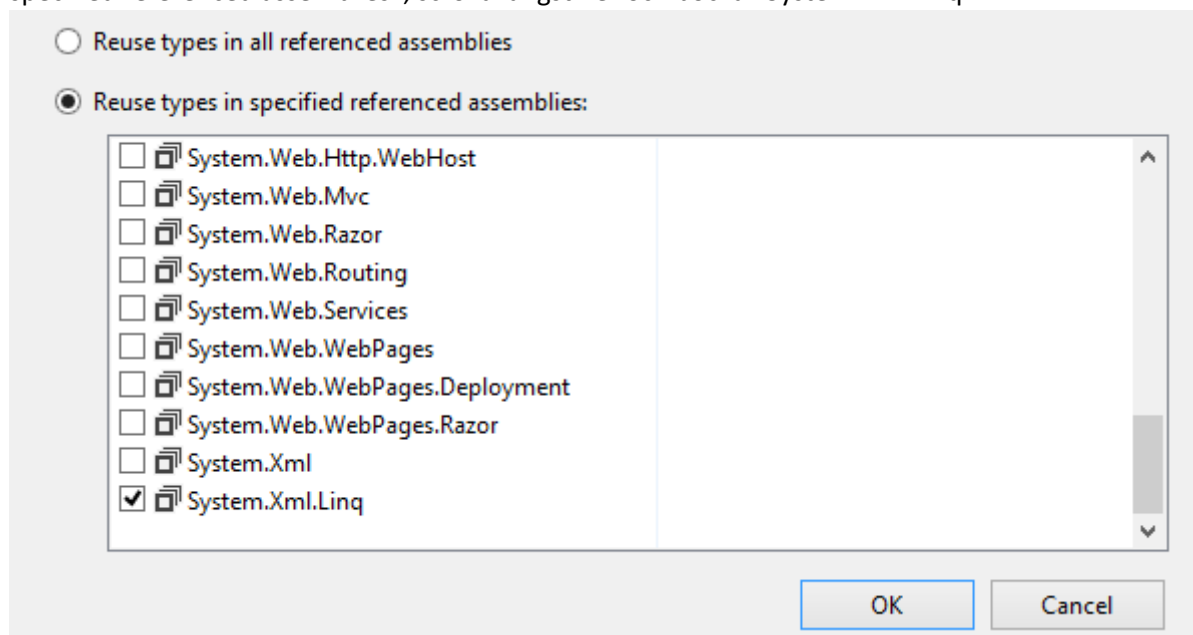 Reuse types in all referenced assemblies
Reuse types in specified referenced assemblies:
System.Web.Http.WebHost
System.Web.Mvc
System.Web.Razor
System.Web.Routing
System.Web.Services
System.Web.WebPages
System.Web.WebPages.Deployment
System.Web.WebPages.Razor
System.Xml
System.Xml.Linq
OK Cancel